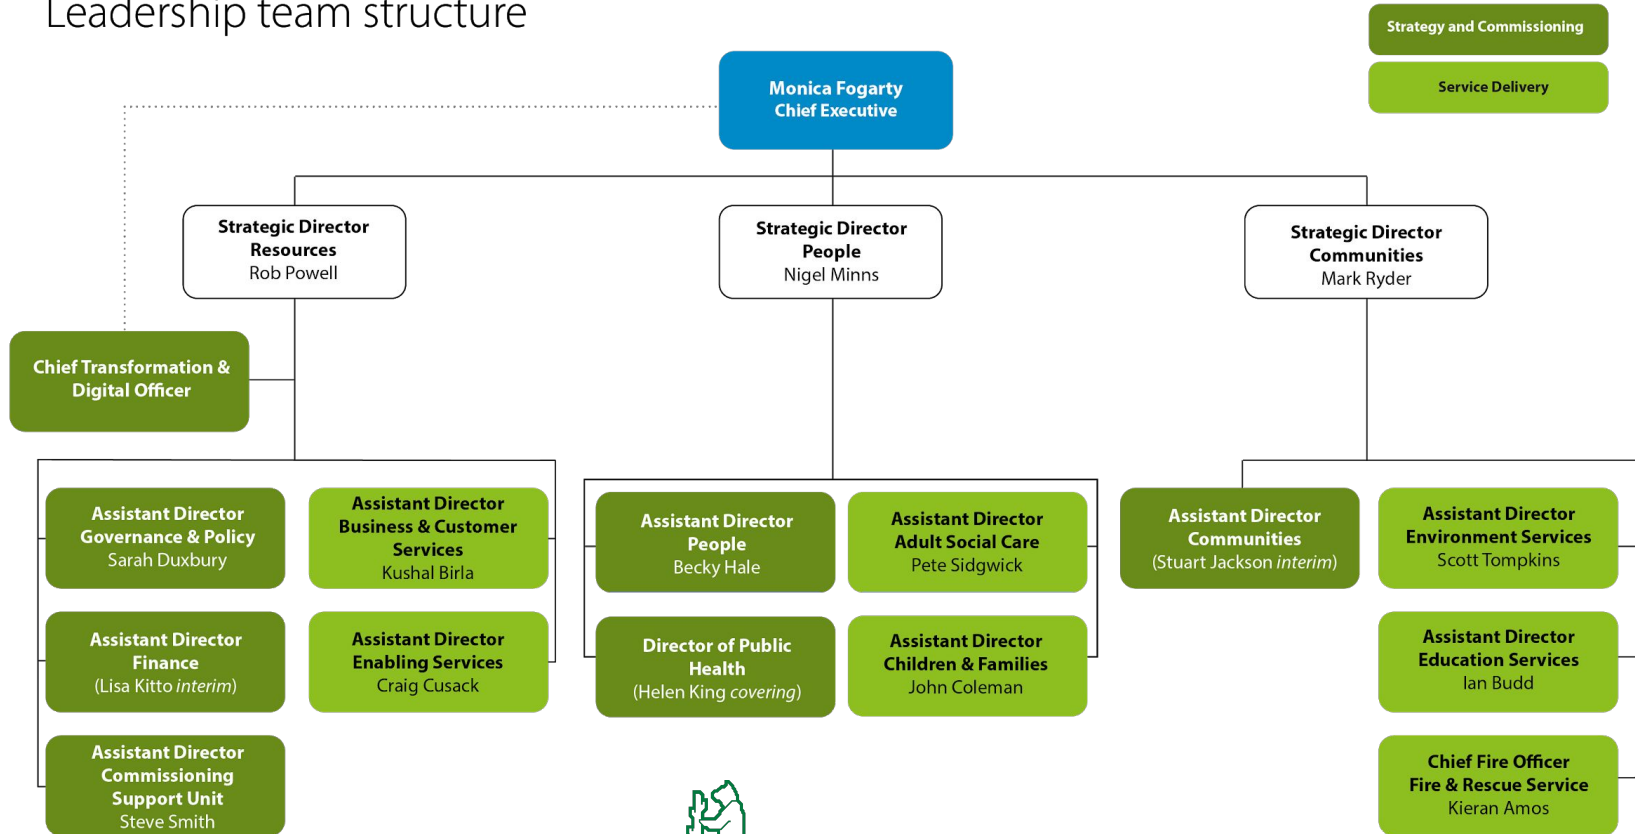 Leadership team structure
Strategy and Commissioning
Service Delivery
Monica Fogarty
Chief Executive
Strategic Director
Resources
Rob Powell
Strategic Director
People
Nigel Minns
Strategic Director
Communities
Mark Ryder
Chief Transformation &
Digital Officer
Assistant Director
Governance & Policy
Sarah Duxbury
Assistant Director
Business & Customer
Services
Kushal Birla
Assistant Director
People
Becky Hale
Assistant Director
Adult Social Care
Pete Sidgwick
Assistant Director
Communities
(Stuart Jackson interim)
Assistant Director
Environment Services
Scott Tompkins
Assistant Director
Finance
(Lisa Kitto interim)
Assistant Director
Enabling Services
Craig Cusack
Director of Public
Health
(Helen King covering)
Assistant Director
Children & Families
John Coleman
Assistant Director
Education Services
Ian Budd
Assistant Director
Commissioning
Support Unit
Steve Smith
Chief Fire Officer
Fire & Rescue Service
Kieran Amos